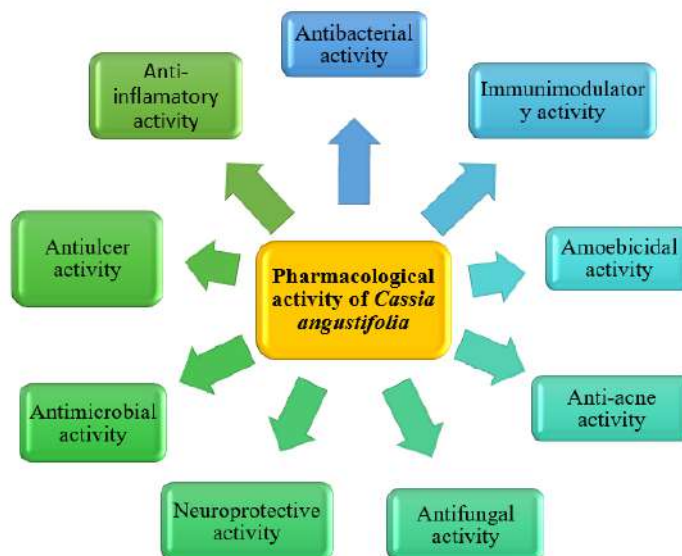 Antibacterial
activity
Immunimodulator
y activity
Amoebicidal
activity
Anti-acne
activity
Antifungal
activity
Neuroprotective
activity
Antimicrobial
activity
Antiulcer
activity
Anti-
inflamatory
activity
Pharmacological
activity of Cassia
angustifolia